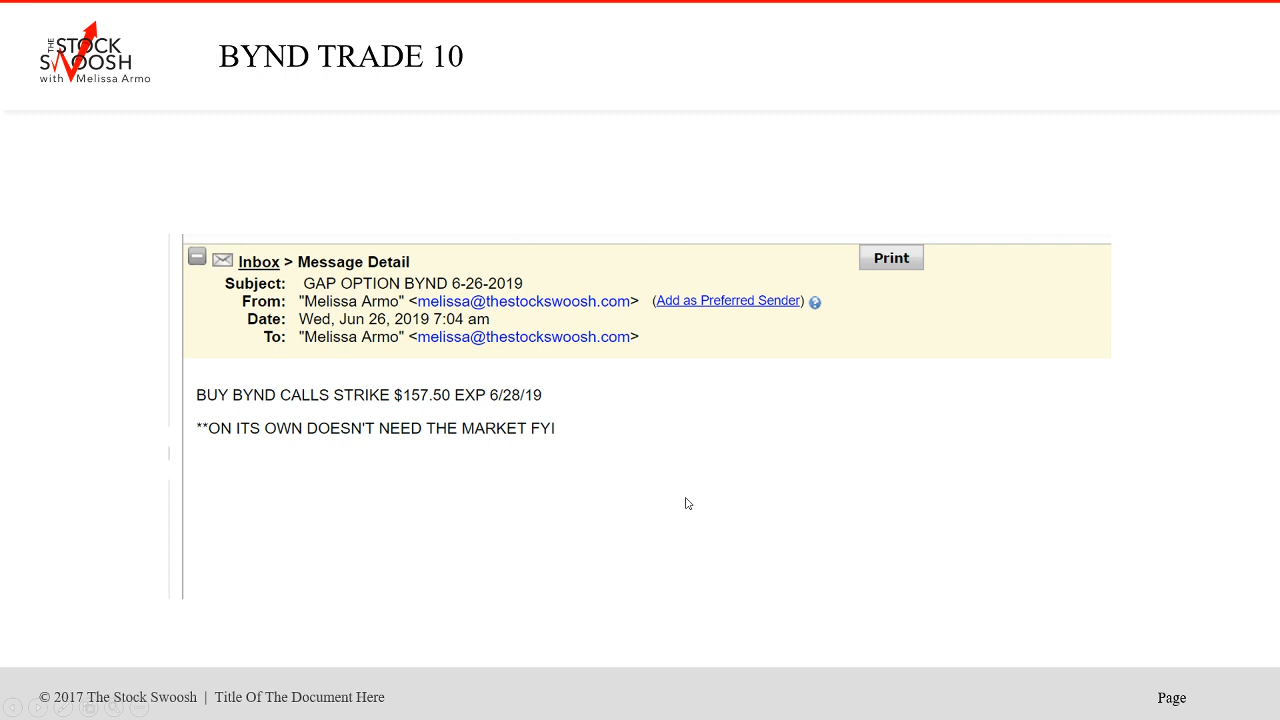 THE STOCK
SWOOSH
with Melissa Armo
BYND TRADE 10
Inbox > Message Detail
Print
Subject: GAP OPTION BYND 6-26-2019
From: "Melissa Armo" <melissa@thestockswoosh.com> (Add as Preferred Sender) ?
Date: Wed, Jun 26, 2019 7:04 am
To: "Melissa Armo" <melissa@thestockswoosh.com>
BUY BYND CALLS STRIKE $157.50 EXP 6/28/19
**ON ITS OWN DOESN'T NEED THE MARKET FYI
© 2017 The Stock Swoosh | Title Of The Document Here
Page